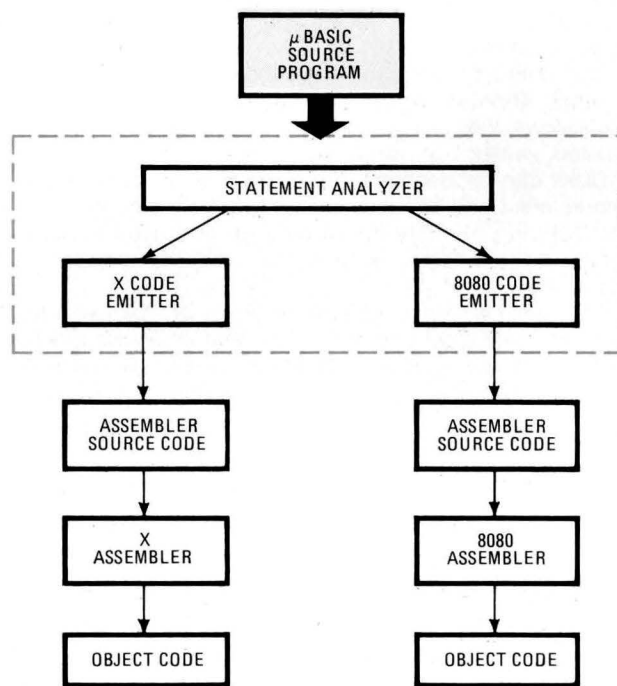 μ BASIC
SOURCE
PROGRAM
STATEMENT ANALYZER
X CODE
EMITTER
8080 CODE
EMITTER
ASSEMBLER
SOURCE CODE
ASSEMBLER
SOURCE CODE
X
ASSEMBLER
8080
ASSEMBLER
OBJECT CODE
OBJECT CODE